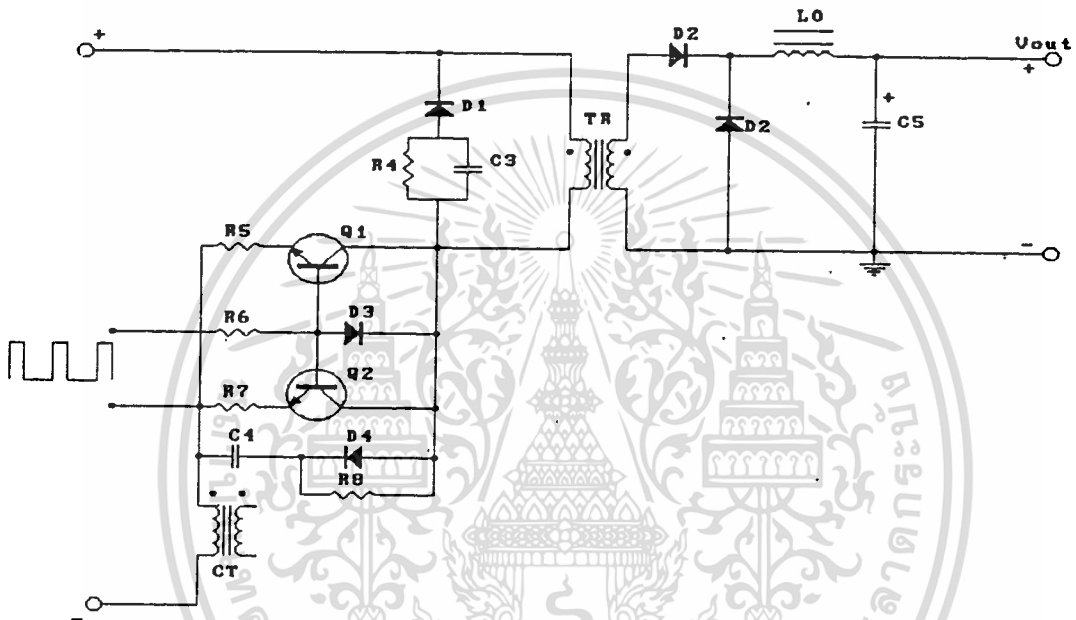 +
L0
D2
Vout
+
D1
TR
D2
+
C5
R4
C3
-
R5
Q1
R6
D3
Q2
R7
C4
D4
R8
CT
-